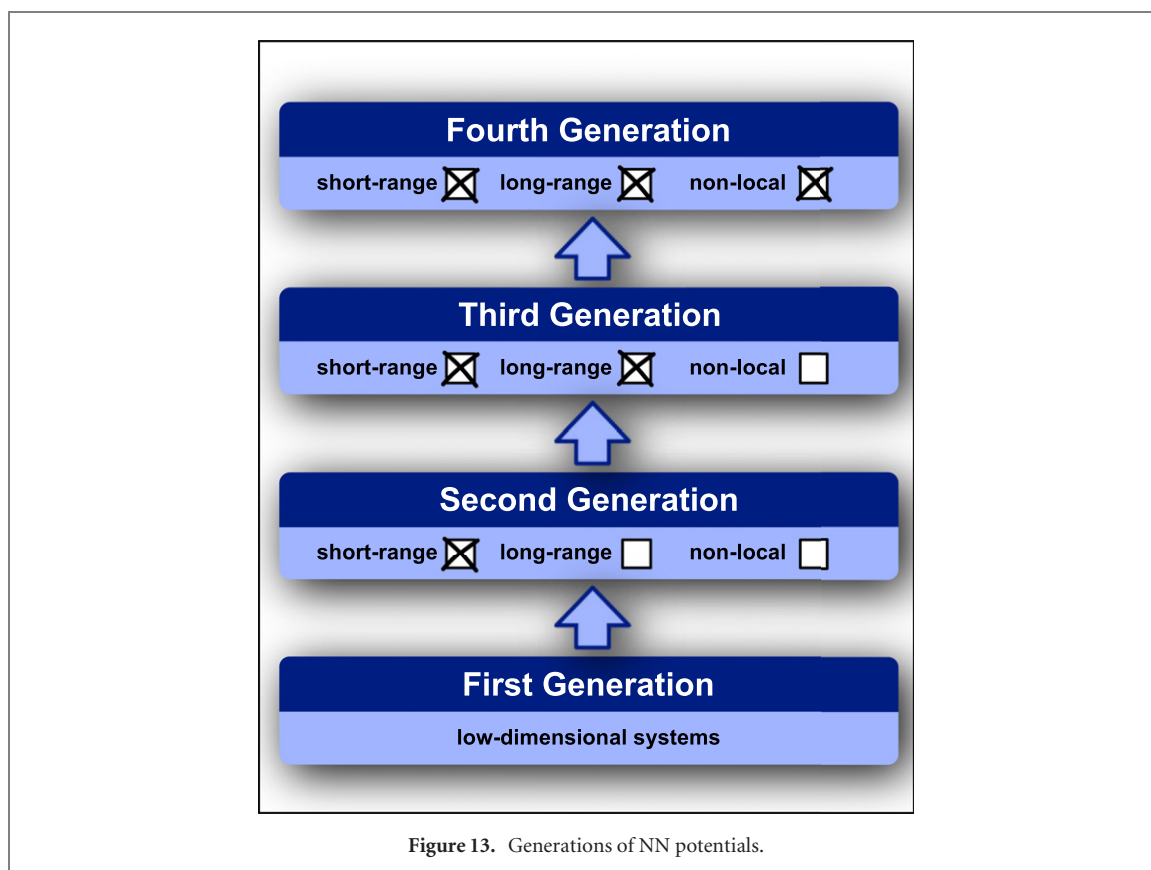 Fourth Generation
short-range long-range non-local
Third Generation
short-range long-range non-local
Second Generation
short-range long-range non-local
First Generation
low-dimensional systems
Figure 13. Generations of NN potentials.